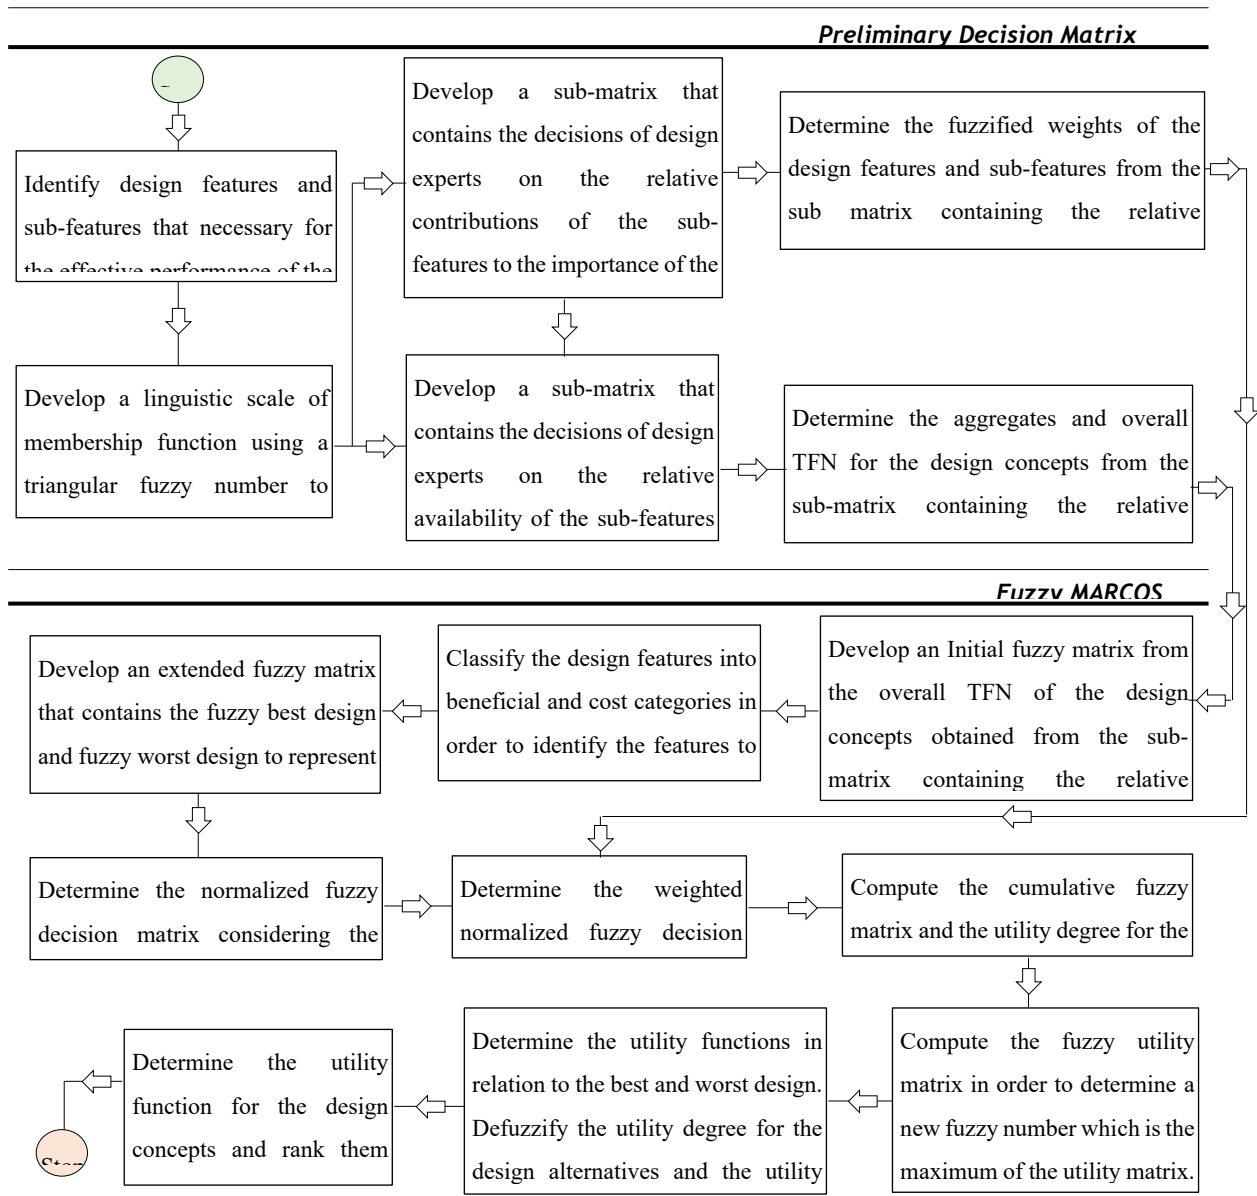 Preliminary Decision Matrix
Identify design features and
sub-features that necessary for
the effective performance of the
Develop a linguistic scale of
membership function using a
triangular fuzzy number to
Develop a sub-matrix that
contains the decisions of design
experts on the relative
contributions of the sub-
features to the importance of the
Develop a sub-matrix that
contains the decisions of design
experts on the relative
availability of the sub-features
Determine the fuzzified weights of the
design features and sub-features from the
sub matrix containing the relative
Determine the aggregates and overall
TFN for the design concepts from the
sub-matrix containing the relative
Fuzzy MARCOS
Develop an Initial fuzzy matrix from
the overall TFN of the design
concepts obtained from the sub-
matrix containing the relative
Classify the design features into
beneficial and cost categories in
order to identify the features to
Develop an extended fuzzy matrix
that contains the fuzzy best design
and fuzzy worst design to represent
Determine the normalized fuzzy
decision matrix considering the
Determine the weighted
normalized fuzzy decision
Compute the cumulative fuzzy
matrix and the utility degree for the
Compute the fuzzy utility
matrix in order to determine a
new fuzzy number which is the
maximum of the utility matrix.
Determine the utility functions in
relation to the best and worst design.
Defuzzify the utility degree for the
design alternatives and the utility
Determine the utility
function for the design
concepts and rank them
Stop